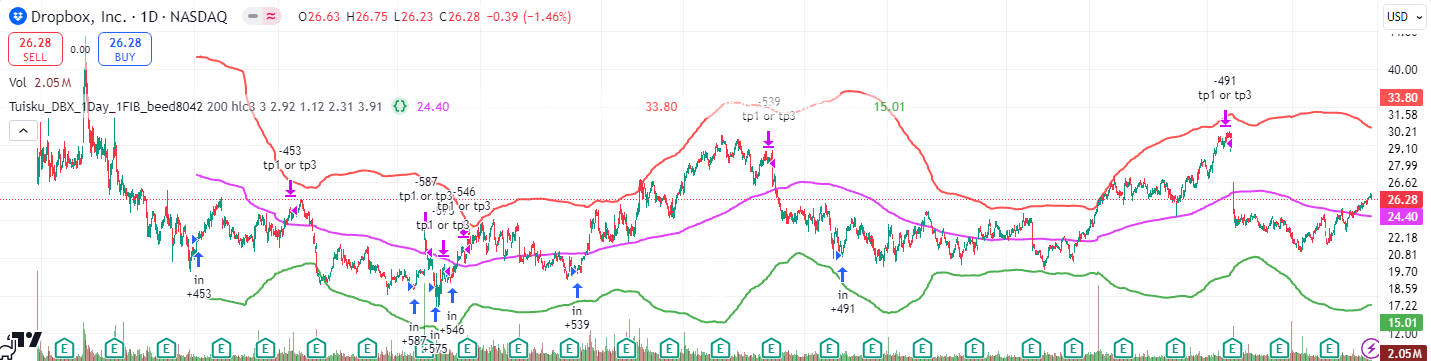 Dropbox, Inc. · 1D · NASDAQ O26.63 H26.75 L26.23 C26.28 −0.39 (−1.46%)
USD
26.28
SELL
0.00
26.28
BUY
Vol 2.05M
Tuisku_DBX_1Day_1FIB_beed8042 200 hlc3 3 2.92 1.12 2.31 3.91 24.40 33.80 15.01
40.00
33.80
31.58
30.21
29.10
27.99
26.62
26.28
24.40
22.18
20.81
19.70
18.59
17.22
15.01
12.00
2.05M
-453
tp1 or tp3
-587
tp1 or tp3
-546
tp1 or tp3
tp1 or tp3
-539
tp1 or tp3
-491
tp1 or tp3
in
+453
in
+587
in
+575
in
+546
in
+539
in
+491
E E E E E E E E E E E E E E E E E E E E E E E E E E